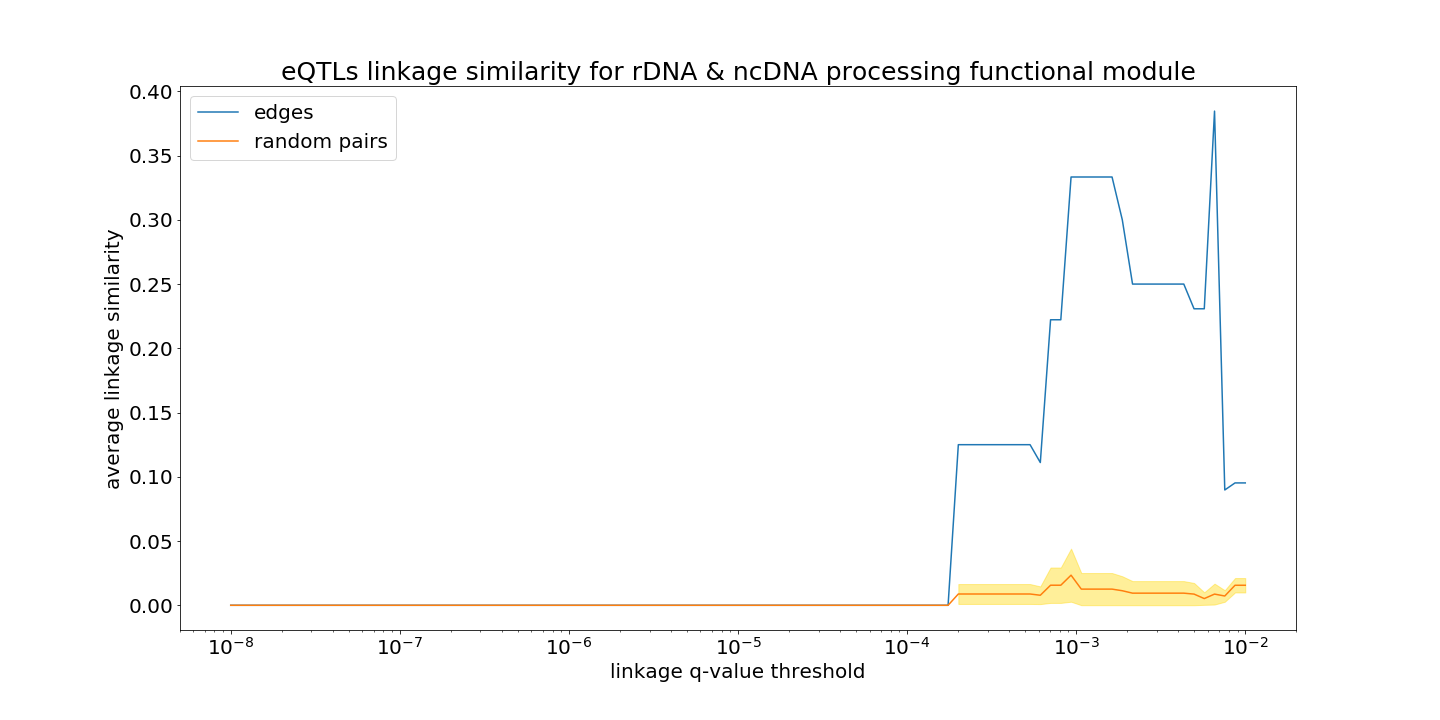 eQTLs linkage similarity for rDNA & ncDNA processing functional module
edges
random pairs
average linkage similarity
0.40
0.35
0.30
0.25
0.20
0.15
0.10
0.05
0.00
10⁻⁸ 10⁻⁷ 10⁻⁶ 10⁻⁵ 10⁻⁴ 10⁻³ 10⁻²
linkage q-value threshold